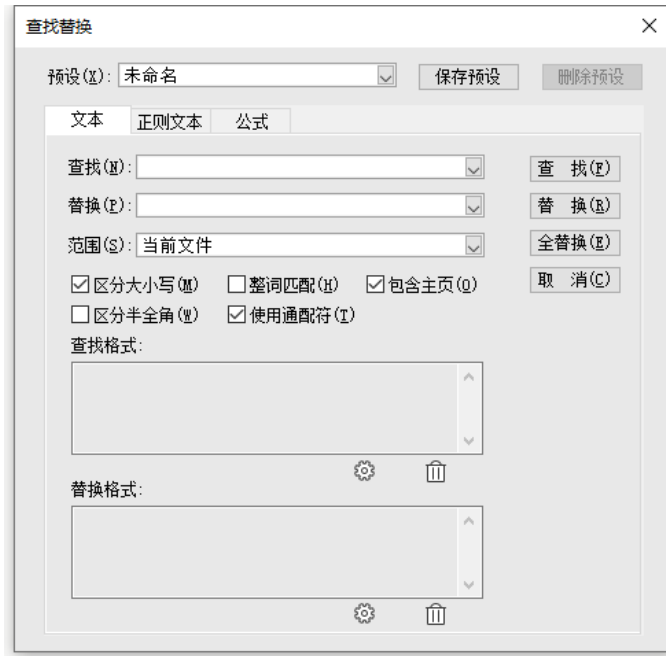 查找替换
预设(X): 未命名 保存预设 删除预设
文本 正则文本 公式
查找(N): 查 找(F)
替换(P): 替 换(R)
范围(S): 当前文件 全替换(E)
区分大小写(M) 整词匹配(H) 包含主页(O) 取 消(C)
区分半全角(W) 使用通配符(T)
查找格式:
替换格式: